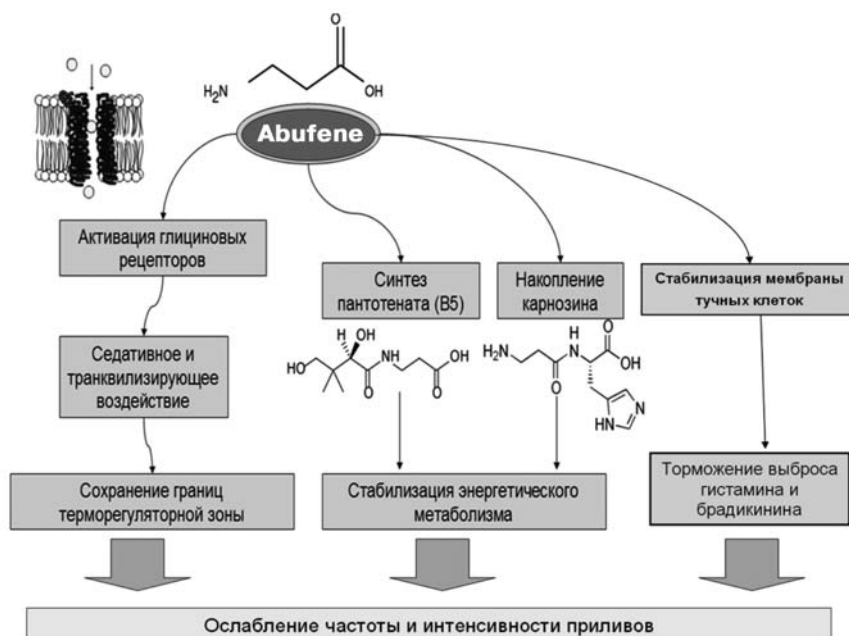 O
H₂N
OH
Abufene
Активация глициновых
рецепторов
Синтез
пантотената (B5)
Накопление
карнозина
Стабилизация мембраны
тучных клеток
Седативное и
транквилизирующее
воздействие
H OH
HO
NH
OH
O
O
H₂N
H
N
O
OH
O
HN
N
Сохранение границ
терморегуляторной зоны
Стабилизация энергетического
метаболизма
Торможение выброса
гистамина и
брадикинина
Ослабление частоты и интенсивности приливов